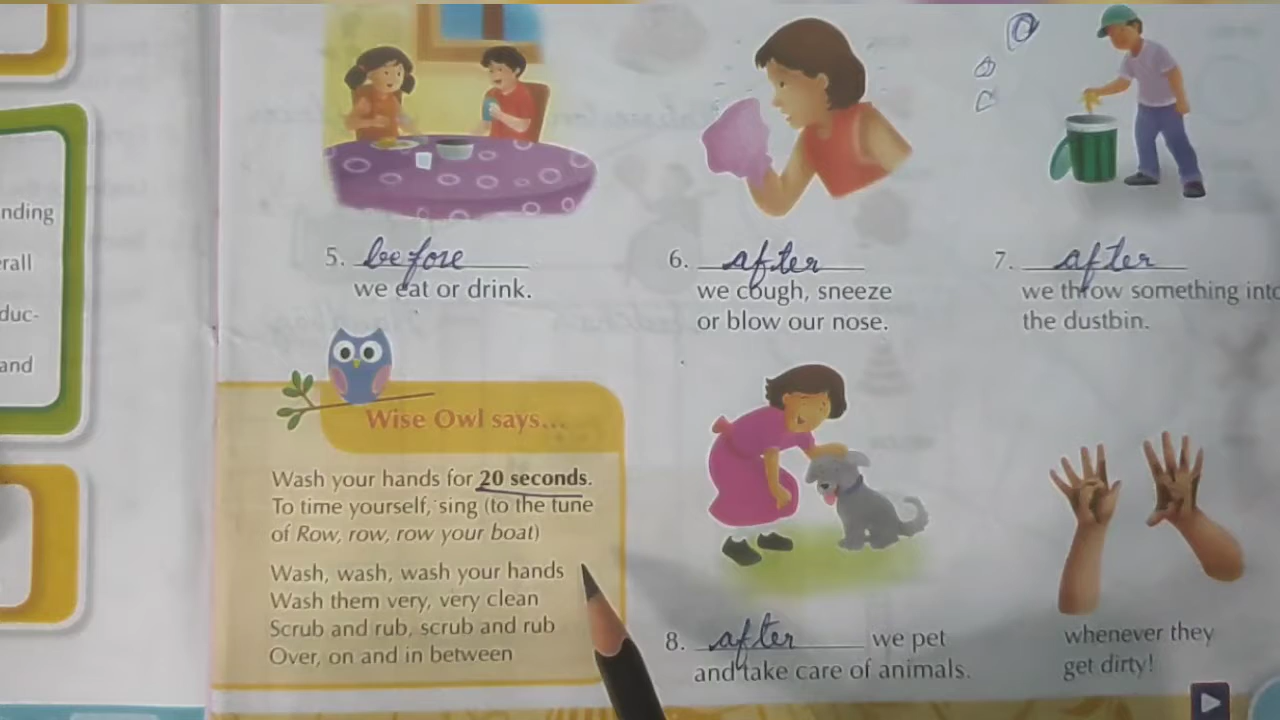 nding
rall
duc-
and
5. before
we eat or drink.
6. after
we cough, sneeze
or blow our nose.
7. after
we throw something into
the dustbin.
Wise Owl says...
Wash your hands for 20 seconds.
To time yourself, sing (to the tune
of Row, row, row your boat)
Wash, wash, wash your hands
Wash them very, very clean
Scrub and rub, scrub and rub
Over, on and in between
8. after we pet
and take care of animals.
whenever they
get dirty!